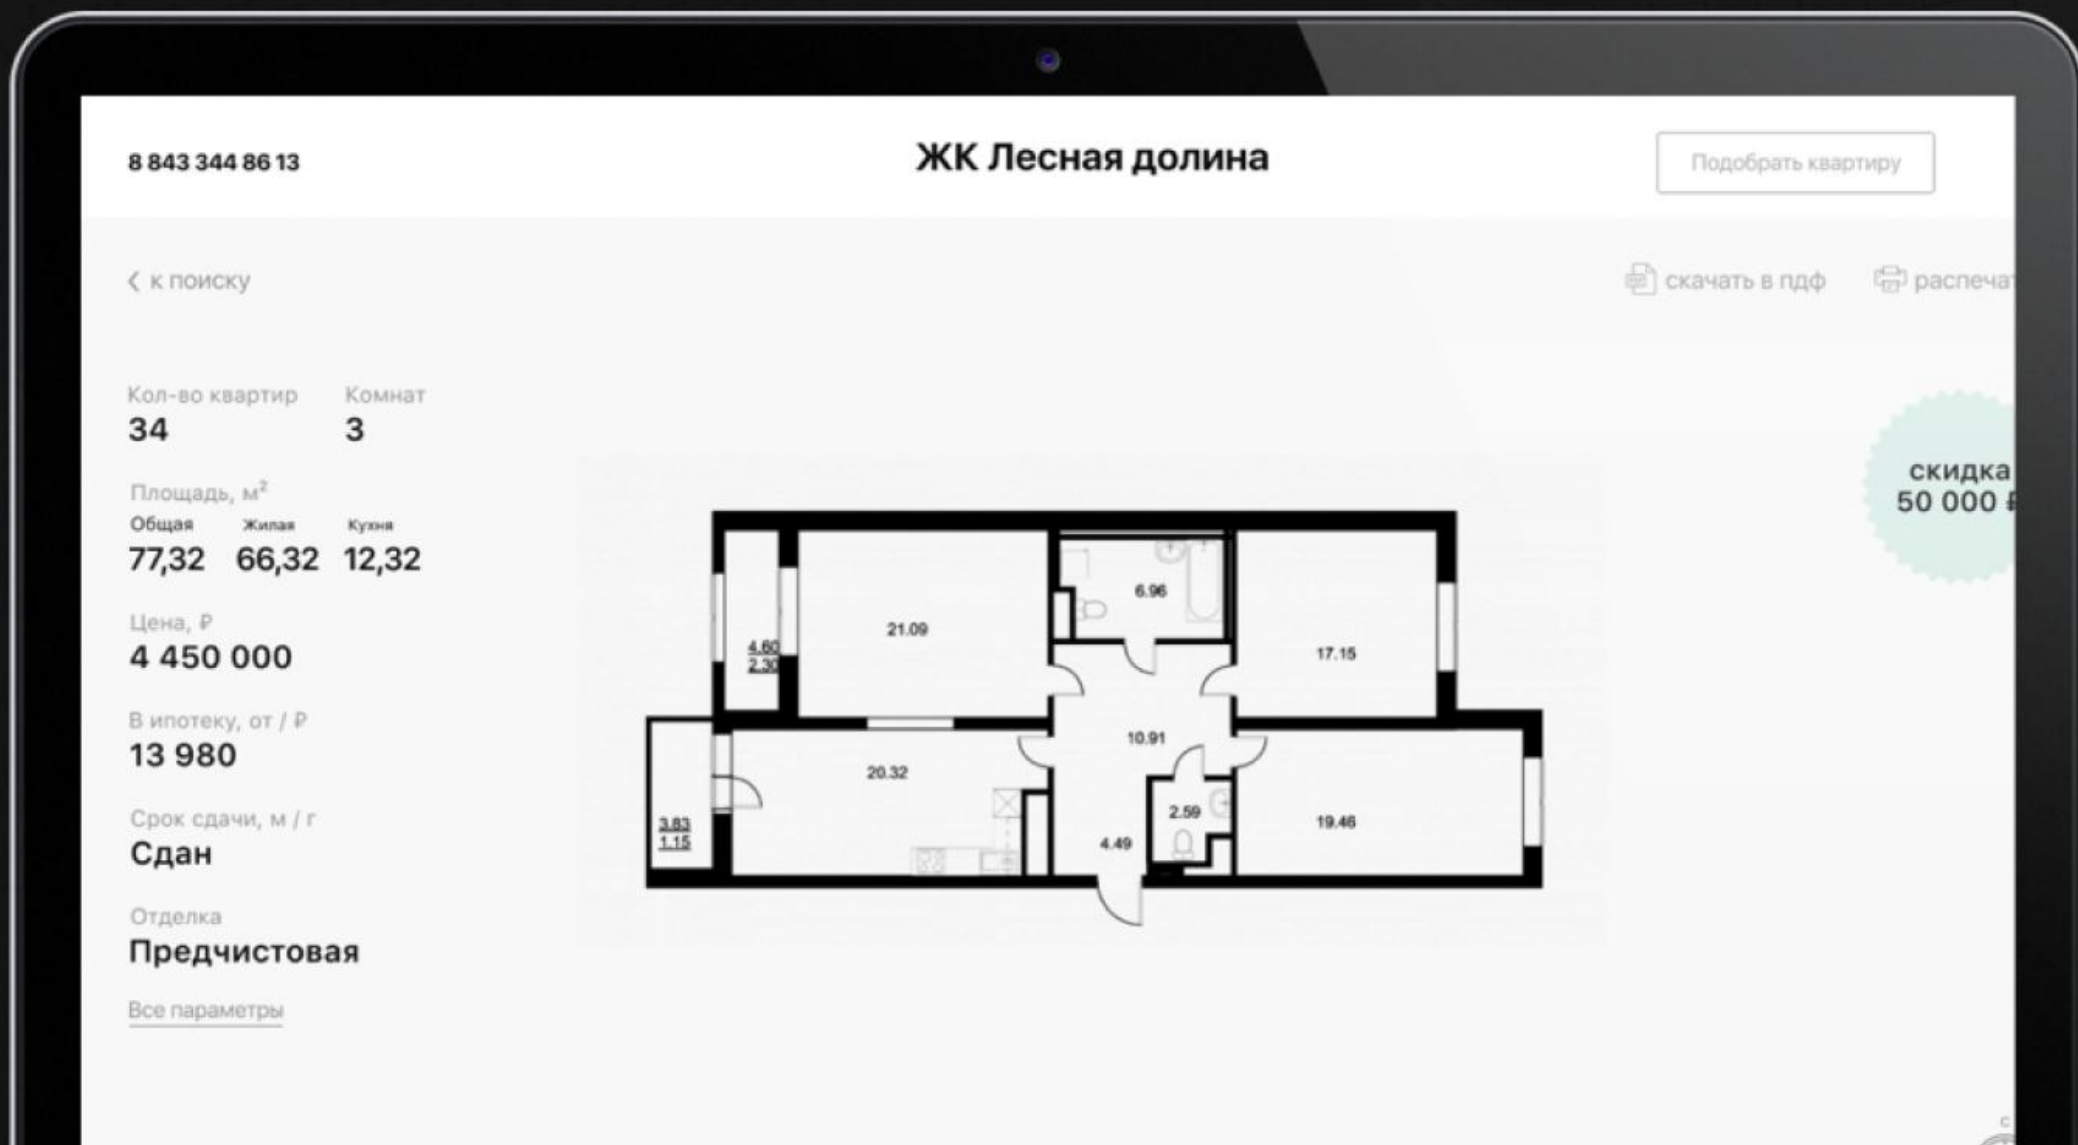 8 843 344 86 13
ЖК Лесная долина
Подобрать квартиру
к поиску
скачать в пдф
Кол-во квартир Комнат
34 3
Площадь, м²
Общая Жилая Кухня
77,32 66,32 12,32
Цена, ₽
4 450 000
В ипотеку, от / ₽
13 980
Срок сдачи, м / г
Сдан
Отделка
Предчистовая
Все параметры
скидка
50 000 ₽
6.96
21.09
4.60
2.30
17.15
10.91
20.32
2.59
19.46
3.83
1.15
4.49